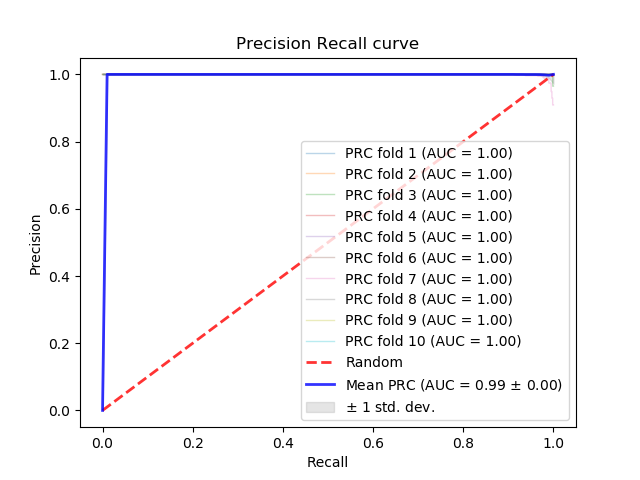 Precision Recall curve
Precision
1.0
0.8
0.6
0.4
0.2
0.0
PRC fold 1 (AUC = 1.00)
PRC fold 2 (AUC = 1.00)
PRC fold 3 (AUC = 1.00)
PRC fold 4 (AUC = 1.00)
PRC fold 5 (AUC = 1.00)
PRC fold 6 (AUC = 1.00)
PRC fold 7 (AUC = 1.00)
PRC fold 8 (AUC = 1.00)
PRC fold 9 (AUC = 1.00)
PRC fold 10 (AUC = 1.00)
Random
Mean PRC (AUC = 0.99 ± 0.00)
± 1 std. dev.
0.0 0.2 0.4 0.6 0.8 1.0
Recall